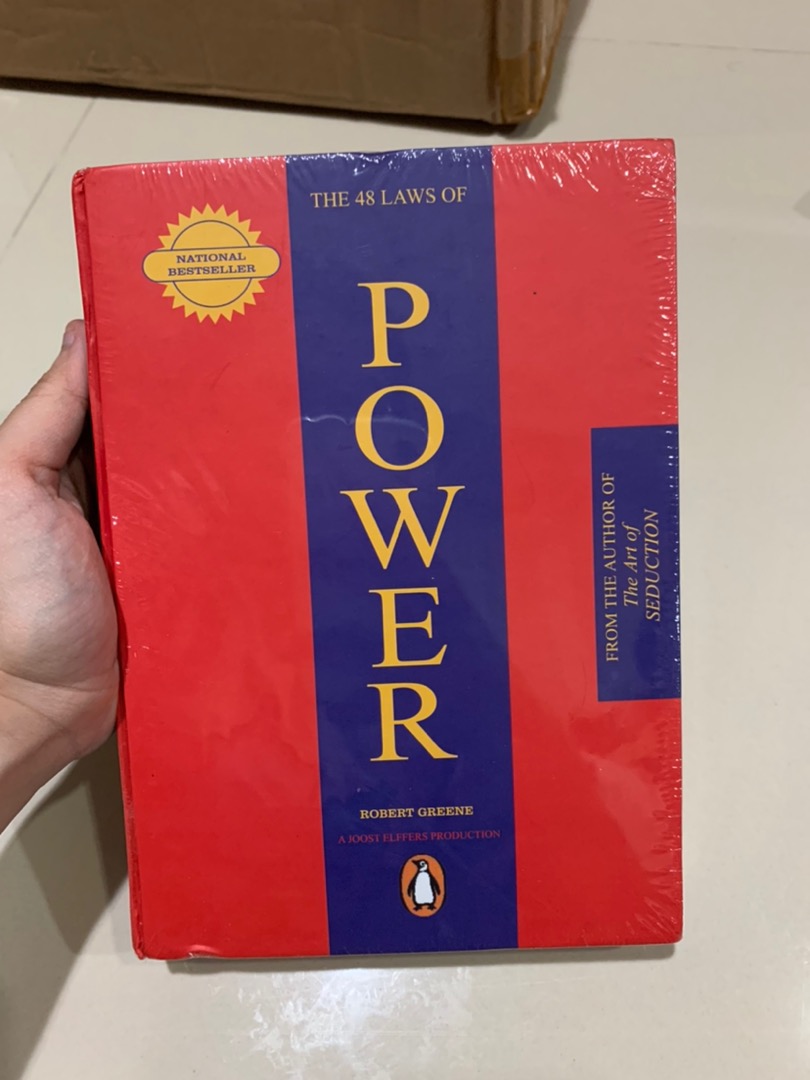 THE 48 LAWS OF
NATIONAL
BESTSELLER
POWER
FROM THE AUTHOR OF
The Art of
SEDUCTION
ROBERT GREENE
A JOOST ELFFERS PRODUCTION